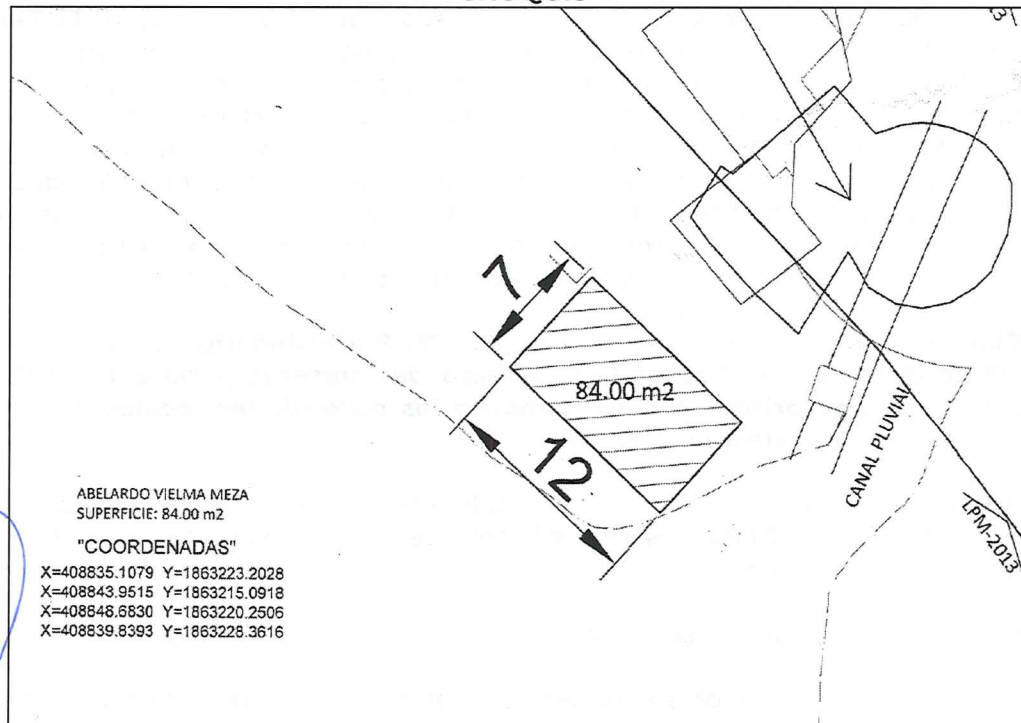 7
84.00 m2
12
CANAL PLUVIAL
LPM-2013
ABELARDO VIELMA MEZA
SUPERFICIE: 84.00 m2
"COORDENADAS"
X=408835.1079 Y=1863223.2028
X=408843.9515 Y=1863215.0918
X=408848.6830 Y=1863220.2506
X=408839.8393 Y=1863228.3616